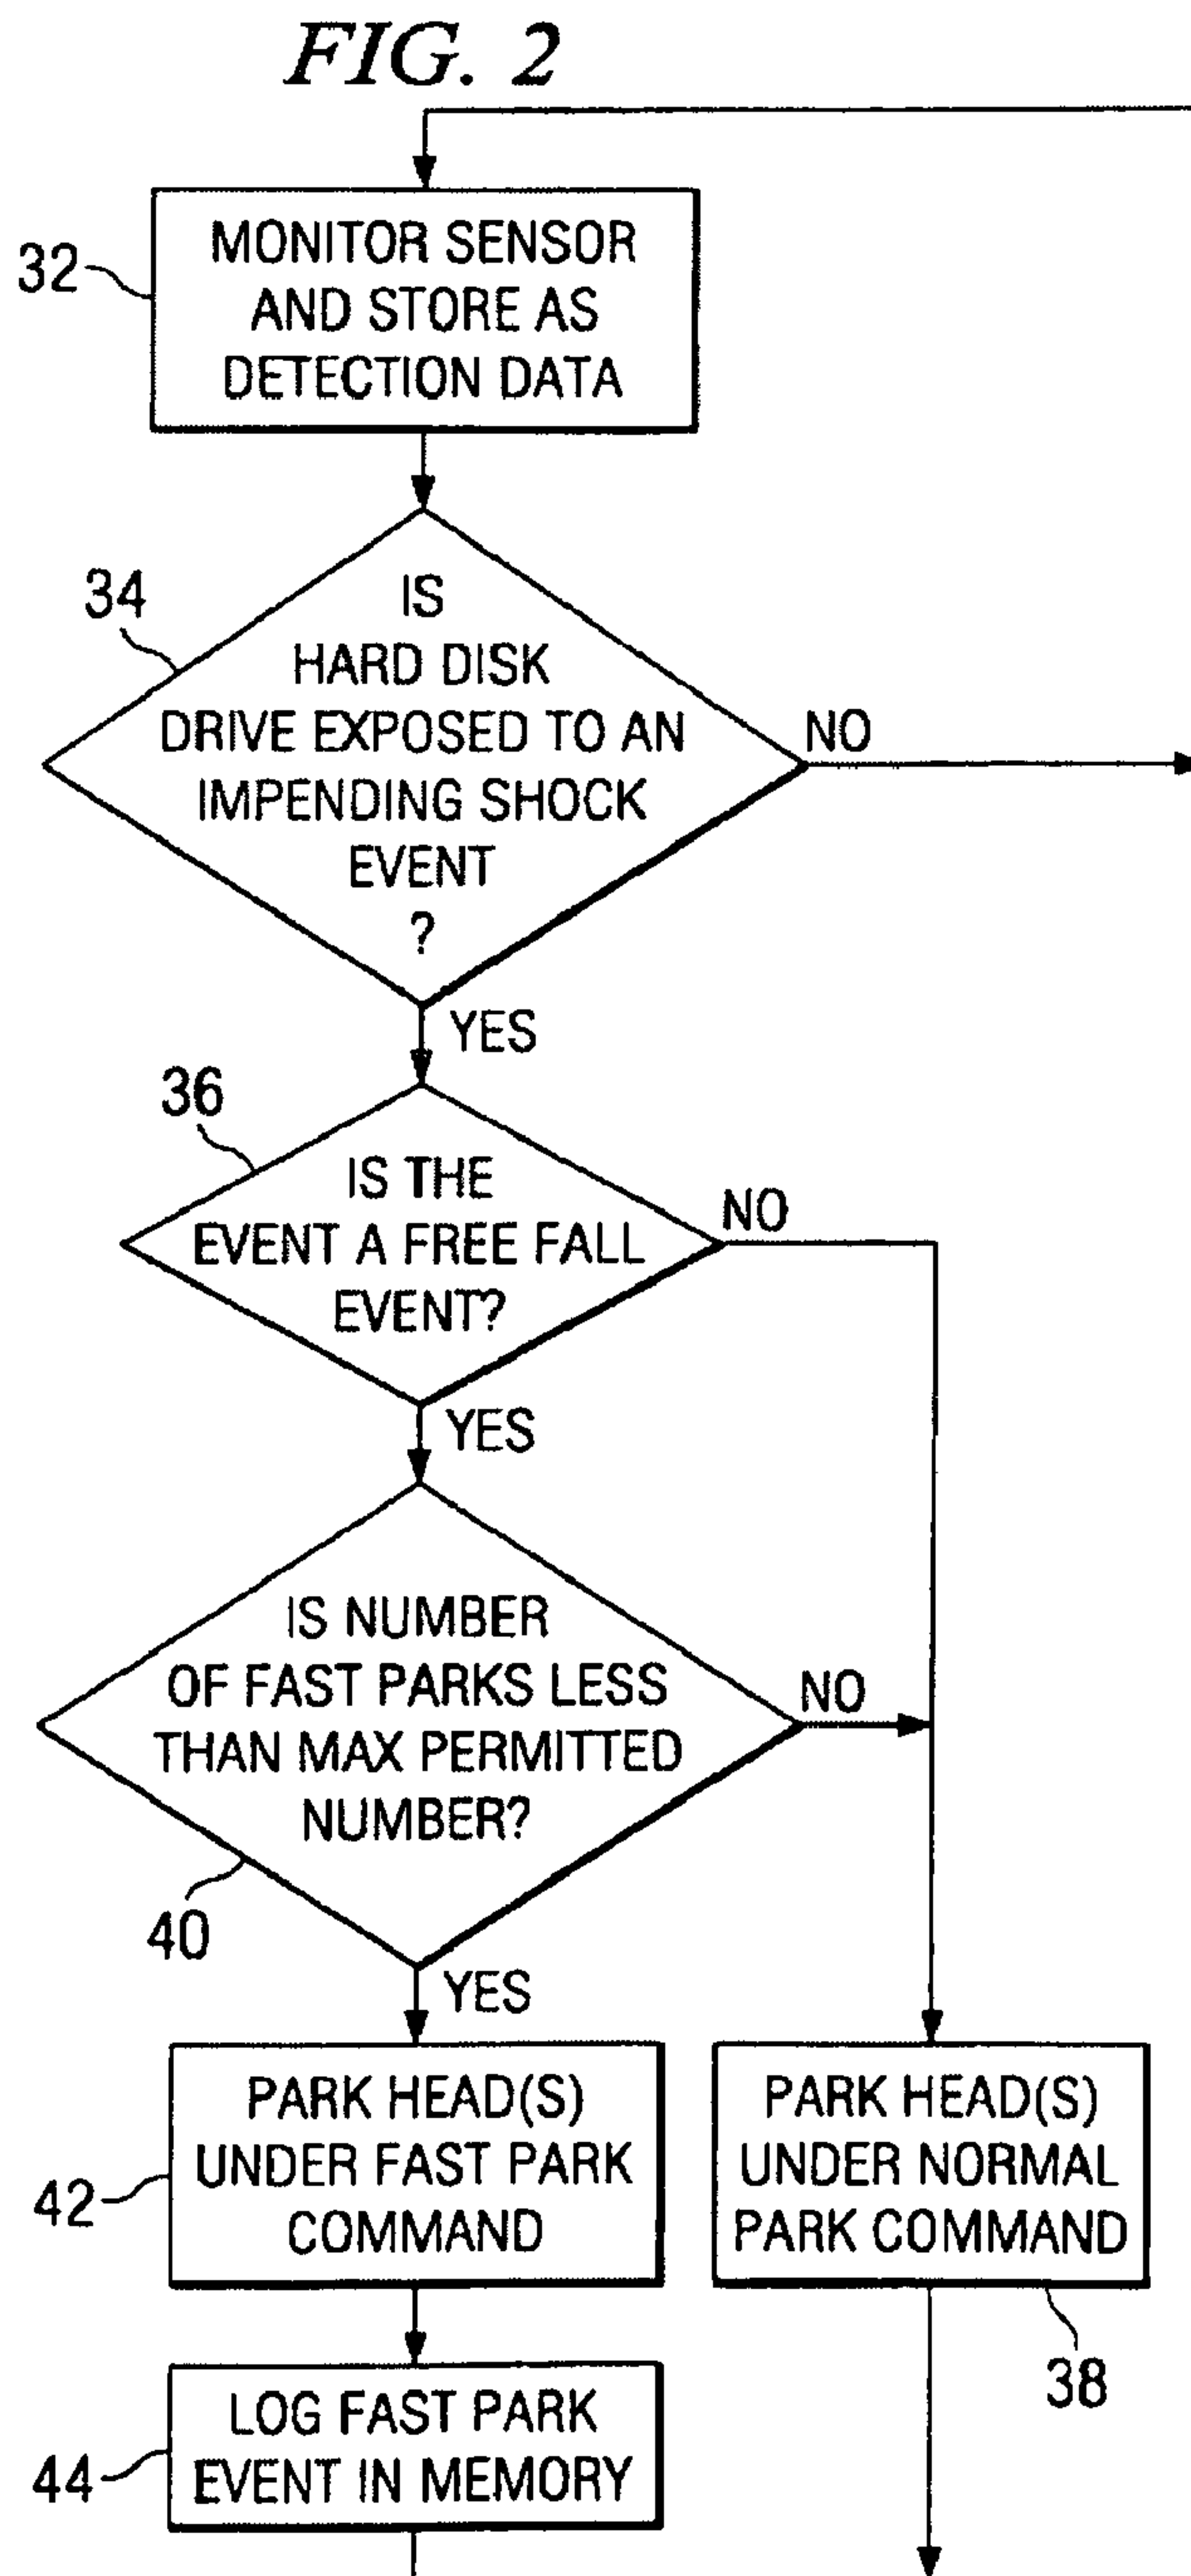 FIG. 2
32
MONITOR SENSOR
AND STORE AS
DETECTION DATA
34
IS
HARD DISK
DRIVE EXPOSED TO AN
IMPENDING SHOCK
EVENT
?
NO
YES
36
IS THE
EVENT A FREE FALL
EVENT?
NO
YES
IS NUMBER
OF FAST PARKS LESS
THAN MAX PERMITTED
NUMBER?
NO
40
YES
42
PARK HEAD(S)
UNDER FAST PARK
COMMAND
PARK HEAD(S)
UNDER NORMAL
PARK COMMAND
38
44
LOG FAST PARK
EVENT IN MEMORY